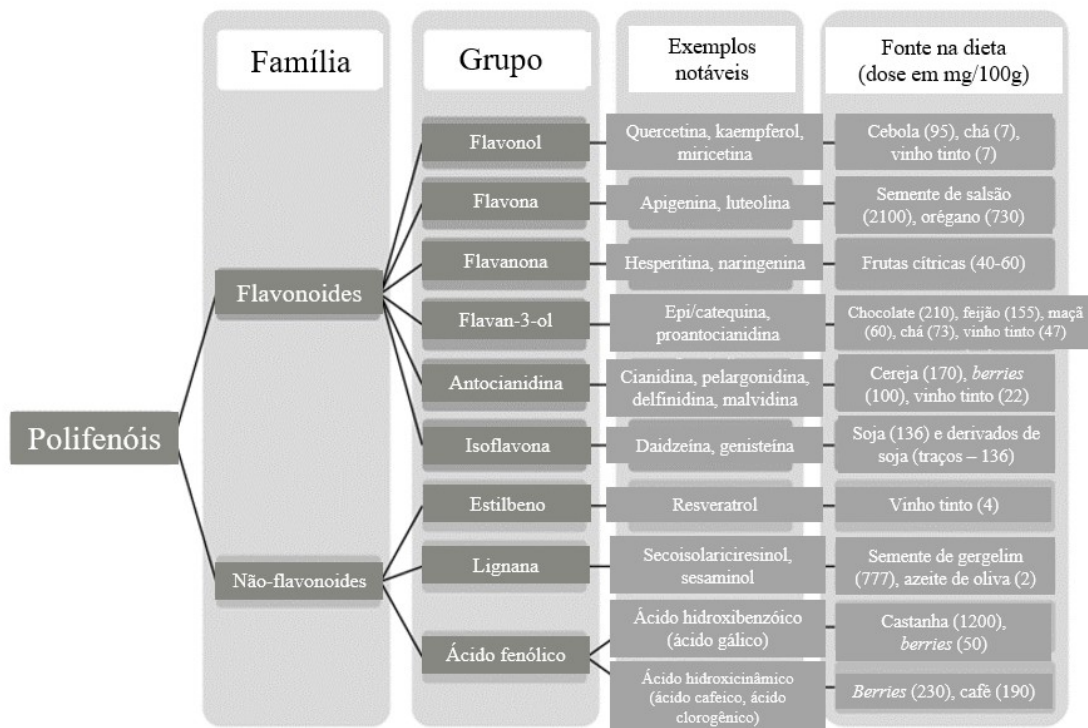 Família
Grupo
Exemplos
notáveis
Fonte na dieta
(dose em mg/100g)
Polifenóis
Flavonoides
Flavonol
Quercetina, kaempferol,
miricetina
Cebola (95), chá (7),
vinho tinto (7)
Flavona
Apigenina, luteolina
Semente de salsão
(2100), orégano (730)
Flavanona
Hesperitina, naringenina
Frutas cítricas (40-60)
Flavan-3-ol
Epi/catequina,
proantocianidina
Chocolate (210), feijão (155), maçã
(60), chá (73), vinho tinto (47)
Antocianidina
Cianidina, pelargonidina,
delfinidina, malvidina
Cereja (170), berries
(100), vinho tinto (22)
Isoflavona
Daidzeína, genisteína
Soja (136) e derivados de
soja (traços – 136)
Não-flavonoides
Estilbeno
Resveratrol
Vinho tinto (4)
Lignana
Secoisolariciresinol,
sesaminol
Semente de gergelim
(777), azeite de oliva (2)
Ácido fenólico
Ácido hidroxibenzóico
(ácido gálico)
Castanha (1200),
berries (50)
Ácido hidroxicinâmico
(ácido cafeico, ácido
clorogênico)
Berries (230), café (190)